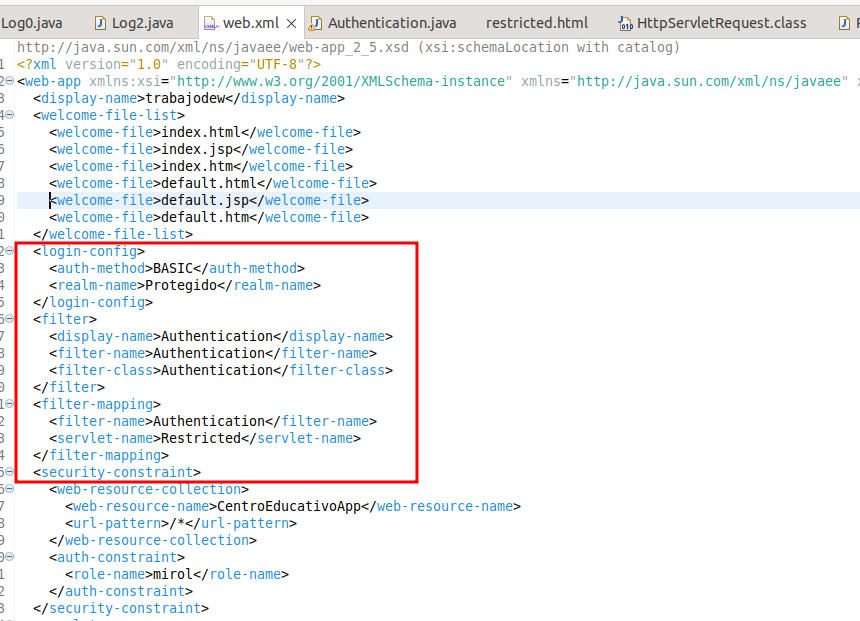 Log0.java Log2.java web.xml Authentication.java restricted.html HttpServletRequest.class
http://java.sun.com/xml/ns/javaee/web-app_2_5.xsd (xsi:schemaLocation with catalog)
1 <?xml version="1.0" encoding="UTF-8"?>
2 <web-app xmlns:xsi="http://www.w3.org/2001/XMLSchema-instance" xmlns="http://java.sun.com/xml/ns/javaee"
3 <display-name>trabajodew</display-name>
4 <welcome-file-list>
5 <welcome-file>index.html</welcome-file>
6 <welcome-file>index.jsp</welcome-file>
7 <welcome-file>index.htm</welcome-file>
8 <welcome-file>default.html</welcome-file>
9 <welcome-file>default.jsp</welcome-file>
0 <welcome-file>default.htm</welcome-file>
1 </welcome-file-list>
2 <login-config>
3 <auth-method>BASIC</auth-method>
4 <realm-name>Protegido</realm-name>
5 </login-config>
6 <filter>
7 <display-name>Authentication</display-name>
8 <filter-name>Authentication</filter-name>
9 <filter-class>Authentication</filter-class>
0 </filter>
1 <filter-mapping>
2 <filter-name>Authentication</filter-name>
3 <servlet-name>Restricted</servlet-name>
4 </filter-mapping>
5 <security-constraint>
6 <web-resource-collection>
7 <web-resource-name>CentroEducativoApp</web-resource-name>
8 <url-pattern>/*</url-pattern>
9 </web-resource-collection>
0 <auth-constraint>
1 <role-name>mirol</role-name>
2 </auth-constraint>
3 </security-constraint>